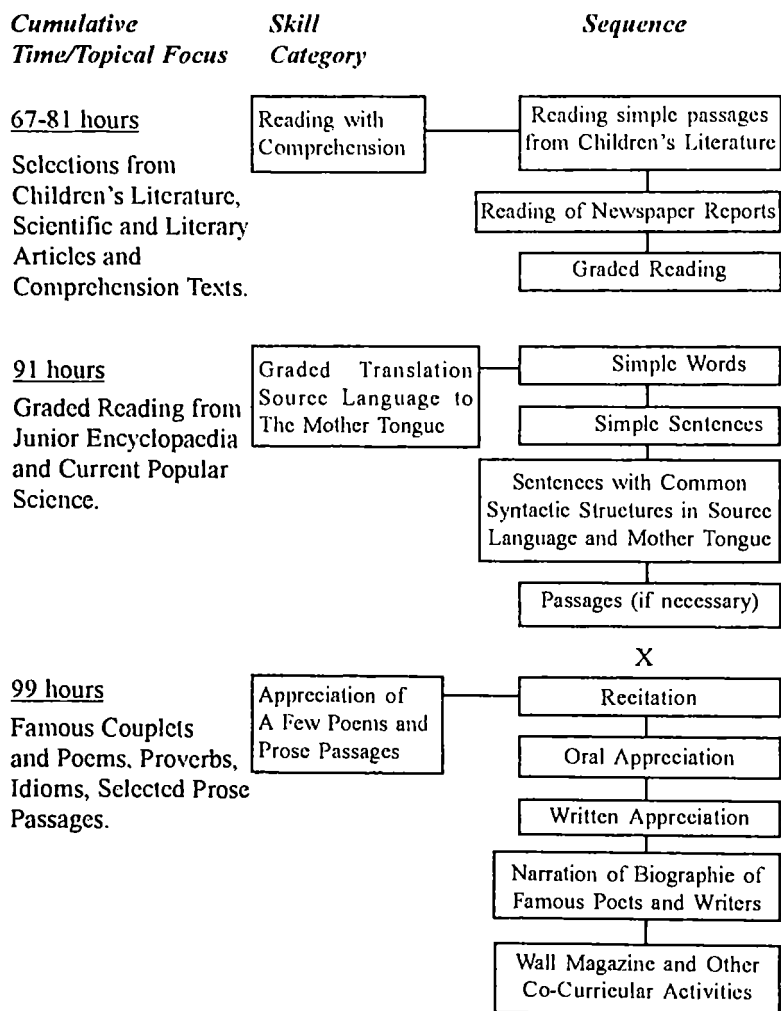 Cumulative Skill Sequence
Time/Topical Focus Category
67-81 hours
Selections from
Children's Literature,
Scientific and Literary
Articles and
Comprehension Texts.
Reading with
Comprehension
Reading simple passages
from Children's Literature
Reading of Newspaper Reports
Graded Reading
91 hours
Graded Reading from
Junior Encyclopaedia
and Current Popular
Science.
Graded Translation
Source Language to
The Mother Tongue
Simple Words
Simple Sentences
Sentences with Common
Syntactic Structures in Source
Language and Mother Tongue
Passages (if necessary)
X
99 hours
Famous Couplets
and Poems, Proverbs,
Idioms, Selected Prose
Passages.
Appreciation of
A Few Poems and
Prose Passages
Recitation
Oral Appreciation
Written Appreciation
Narration of Biographie of
Famous Poets and Writers
Wall Magazine and Other
Co-Curricular Activities